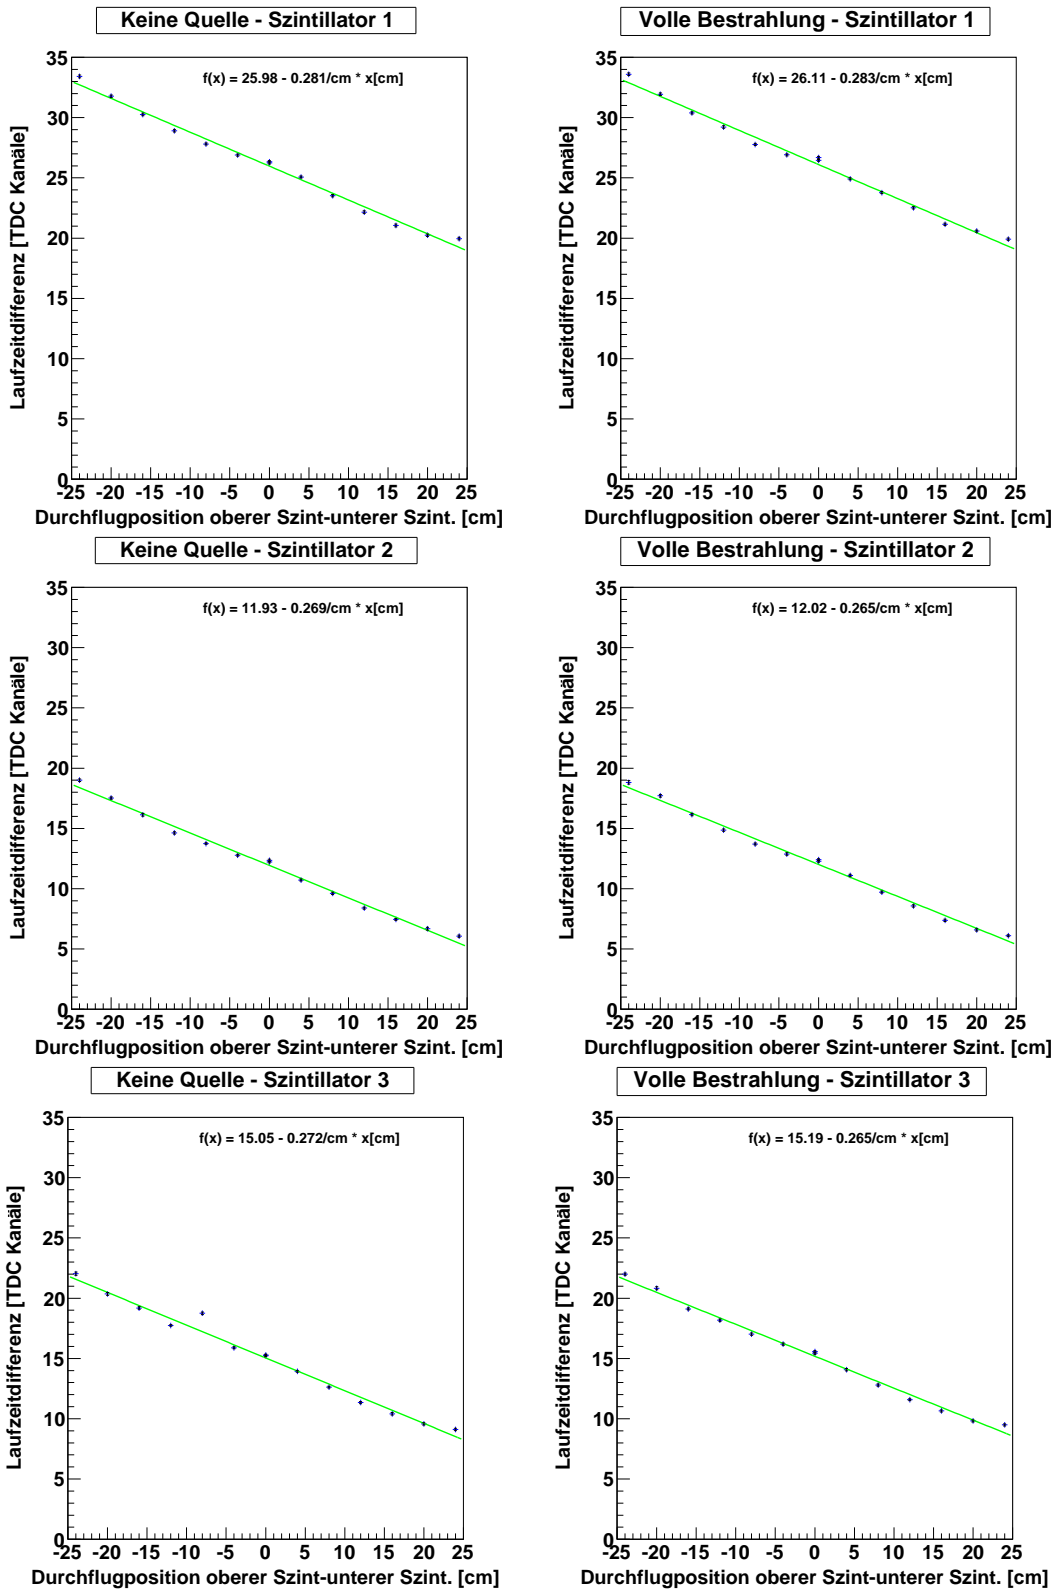 Keine Quelle - Szintillator 1
f(x) = 25.98 - 0.281/cm * x[cm]
Laufzeitdifferenz [TDC Kanäle]
35
30
25
20
15
10
5
0
-25 -20 -15 -10 -5 0 5 10 15 20 25
Durchflugposition oberer Szint-unterer Szint. [cm]
Volle Bestrahlung - Szintillator 1
f(x) = 26.11 - 0.283/cm * x[cm]
Laufzeitdifferenz [TDC Kanäle]
35
30
25
20
15
10
5
0
-25 -20 -15 -10 -5 0 5 10 15 20 25
Durchflugposition oberer Szint-unterer Szint. [cm]
Keine Quelle - Szintillator 2
f(x) = 11.93 - 0.269/cm * x[cm]
Laufzeitdifferenz [TDC Kanäle]
35
30
25
20
15
10
5
0
-25 -20 -15 -10 -5 0 5 10 15 20 25
Durchflugposition oberer Szint-unterer Szint. [cm]
Volle Bestrahlung - Szintillator 2
f(x) = 12.02 - 0.265/cm * x[cm]
Laufzeitdifferenz [TDC Kanäle]
35
30
25
20
15
10
5
0
-25 -20 -15 -10 -5 0 5 10 15 20 25
Durchflugposition oberer Szint-unterer Szint. [cm]
Keine Quelle - Szintillator 3
f(x) = 15.05 - 0.272/cm * x[cm]
Laufzeitdifferenz [TDC Kanäle]
35
30
25
20
15
10
5
0
-25 -20 -15 -10 -5 0 5 10 15 20 25
Durchflugposition oberer Szint-unterer Szint. [cm]
Volle Bestrahlung - Szintillator 3
f(x) = 15.19 - 0.265/cm * x[cm]
Laufzeitdifferenz [TDC Kanäle]
35
30
25
20
15
10
5
0
-25 -20 -15 -10 -5 0 5 10 15 20 25
Durchflugposition oberer Szint-unterer Szint. [cm]